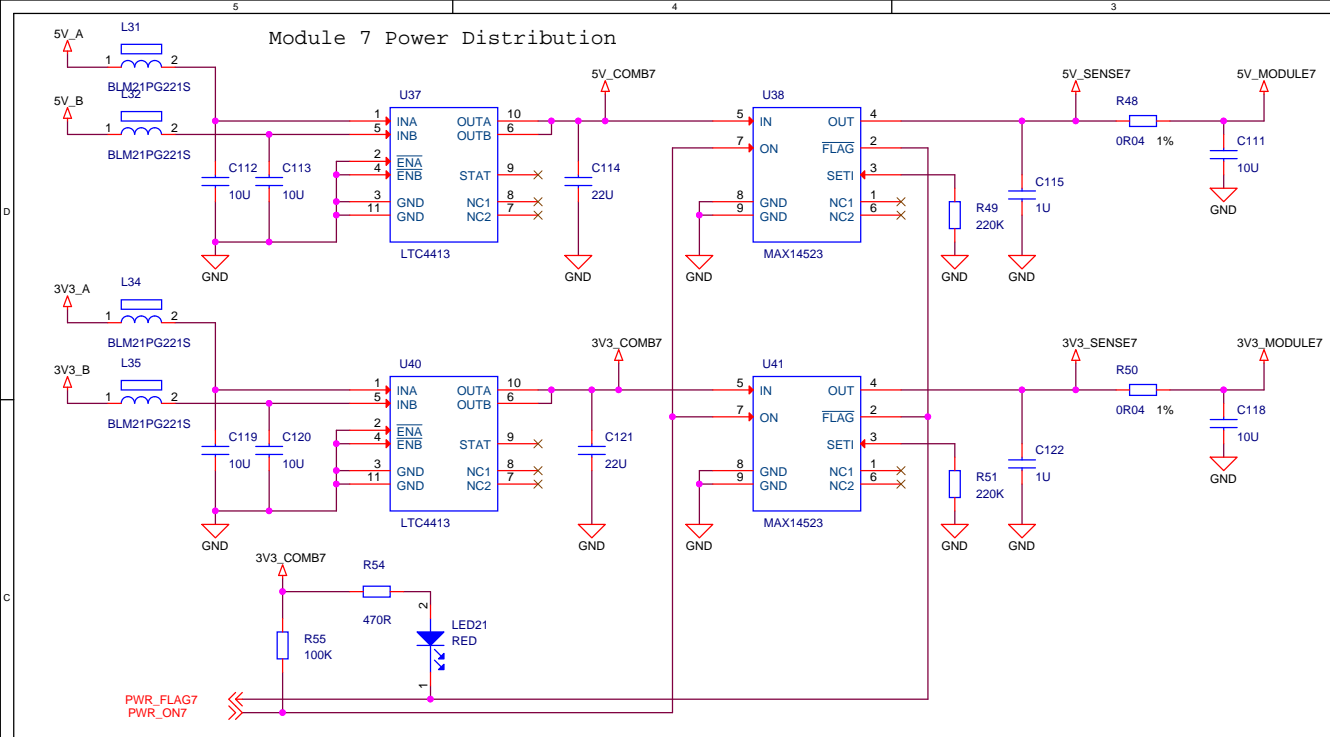 5 4 3
Module 7 Power Distribution
5V_A L31
1 2
BLM21PG221S
5V_B L32
1 2
BLM21PG221S
C112 10U
C113 10U
GND
U37
1 INA OUTA 10
5 INB OUTB 6
2 ENA
4 ENB STAT 9
3 GND NC1 8
11 GND NC2 7
LTC4413
5V_COMB7
C114
22U
GND
U38
5 IN OUT 4
7 ON FLAG 2
SETI 3
8 GND NC1 1
9 GND NC2 6
MAX14523
GND
R49
220K
GND
C115
1U
GND
5V_SENSE7
R48
0R04 1%
5V_MODULE7
C111
10U
GND
D
3V3_A L34
1 2
BLM21PG221S
3V3_B L35
1 2
BLM21PG221S
C119 10U
C120 10U
GND
U40
1 INA OUTA 10
5 INB OUTB 6
2 ENA
4 ENB STAT 9
3 GND NC1 8
11 GND NC2 7
LTC4413
3V3_COMB7
C121
22U
GND
U41
5 IN OUT 4
7 ON FLAG 2
SETI 3
8 GND NC1 1
9 GND NC2 6
MAX14523
GND
R51
220K
GND
C122
1U
GND
3V3_SENSE7
R50
0R04 1%
3V3_MODULE7
C118
10U
GND
C
3V3_COMB7
R54
470R
R55
100K
2
LED21
RED
1
PWR_FLAG7
PWR_ON7